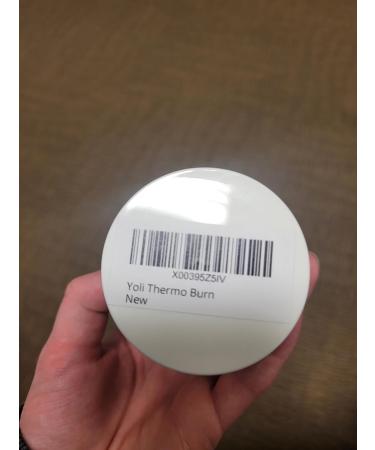 X00395Z5IV
Yoli Thermo Burn
New